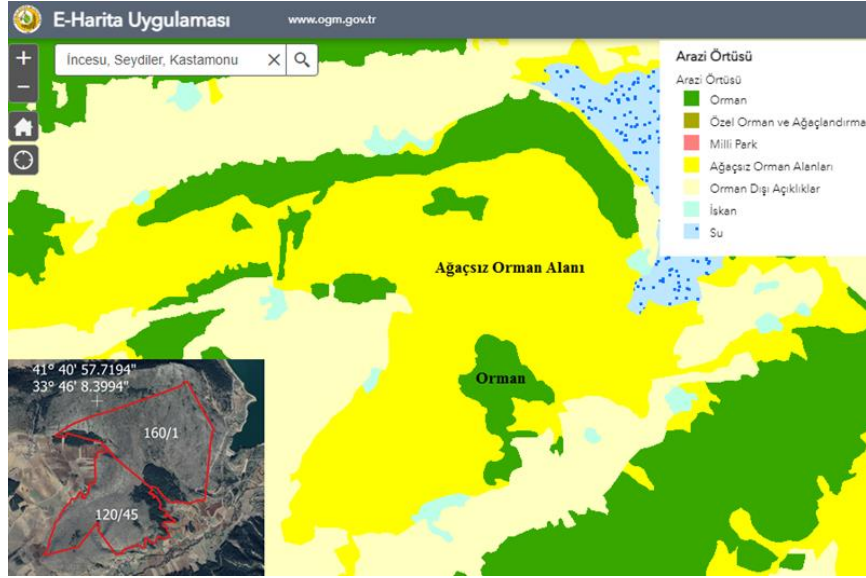 E-Harita Uygulaması
www.ogm.gov.tr
İncesu, Seydiler, Kastamonu
Arazi Örtüsü
Arazi Örtüsü
Orman
Özel Orman ve Ağaçlandırma
Milli Park
Ağaçsız Orman Alanları
Orman Dışı Açıklıklar
İskan
Su
Ağaçsız Orman Alanı
Orman
41° 40' 57.7194"
33° 46' 8.3994"
160/1
120/45